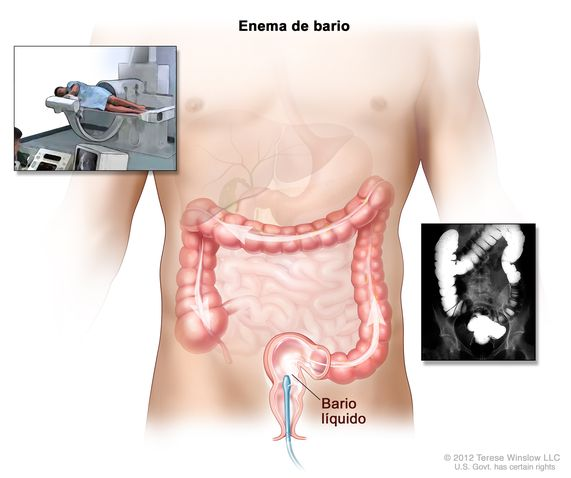 Enema de bario
Bario
líquido
© 2012 Terese Winslow LLC
U.S. Govt. has certain rights